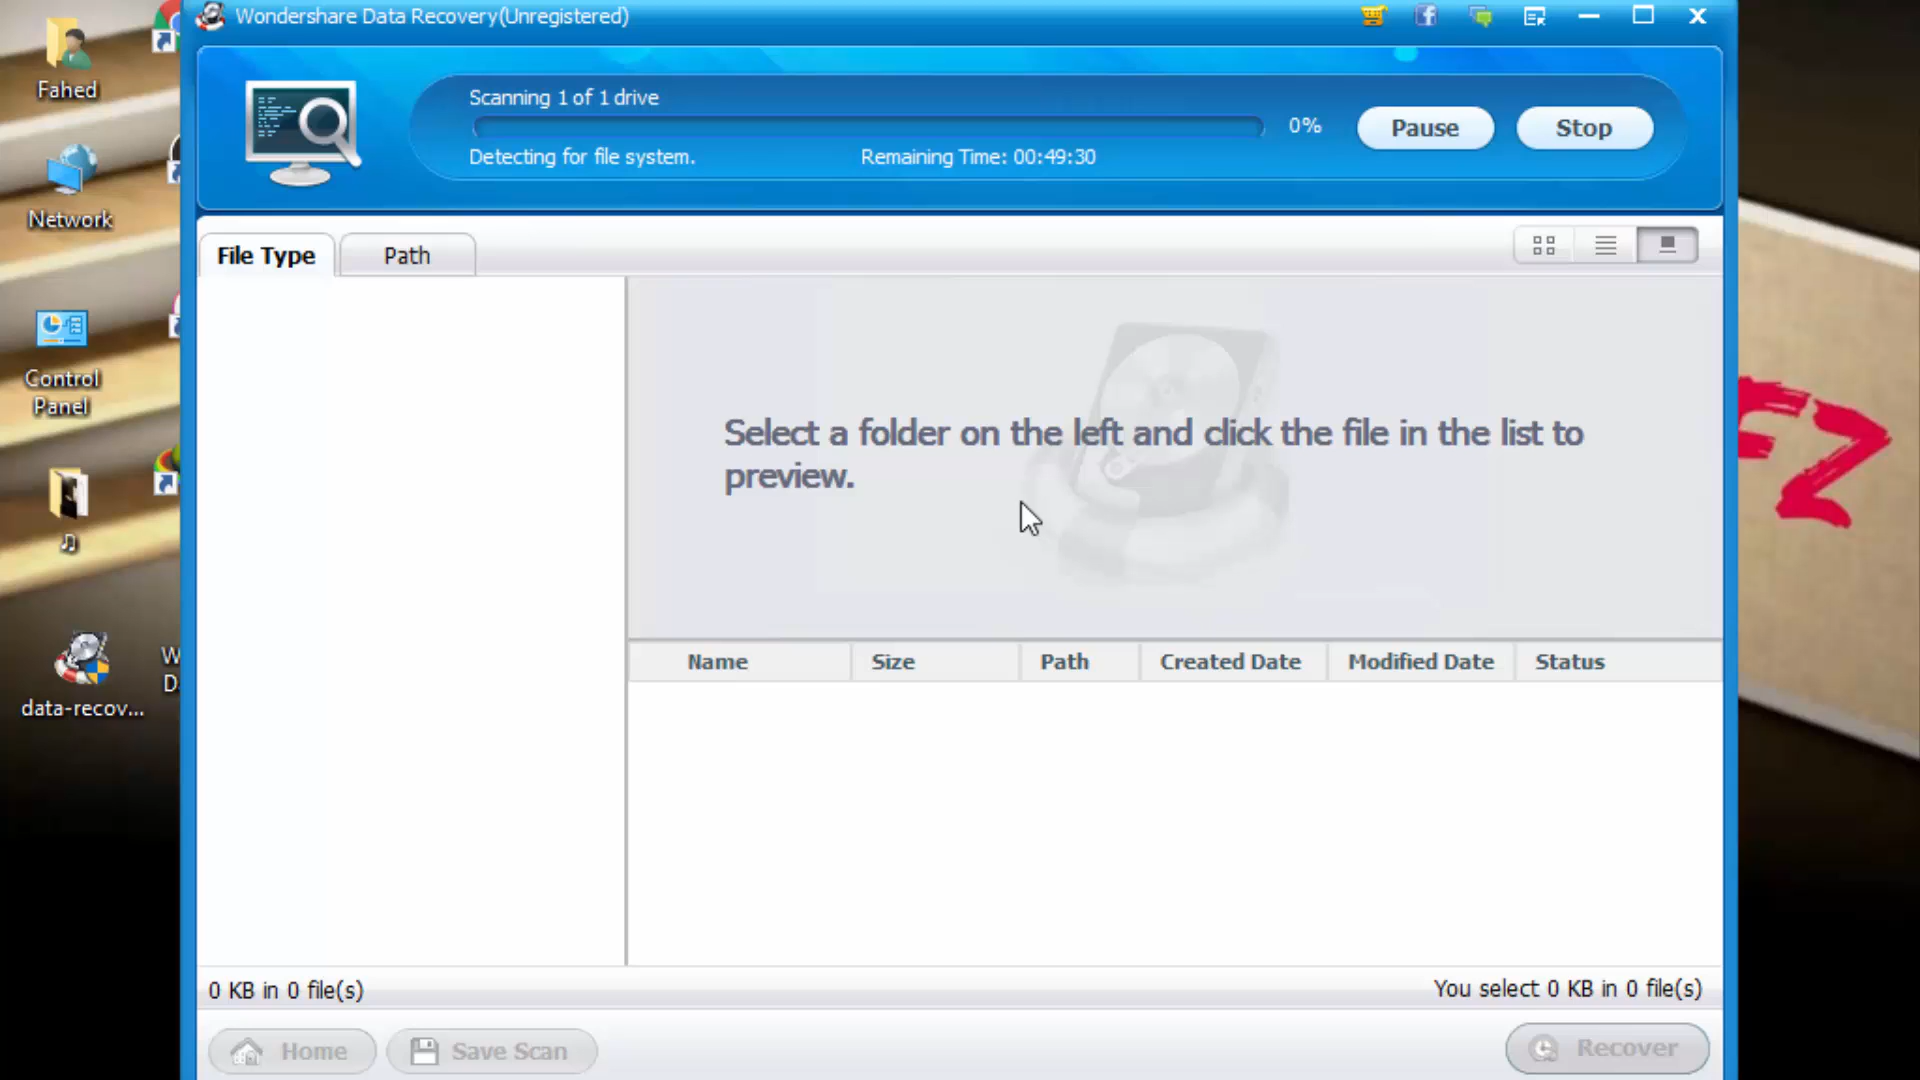 Wondershare Data Recovery(Unregistered)
Fahed
Scanning 1 of 1 drive
0%
Pause
Stop
Detecting for file system.
Remaining Time: 00:49:30
Network
File Type
Path
Control
Panel
Select a folder on the left and click the file in the list to
preview.
FZ
♫
Name
Size
Path
Created Date
Modified Date
Status
W
D
data-recov...
0 KB in 0 file(s)
You select 0 KB in 0 file(s)
Home
Save Scan
Recover